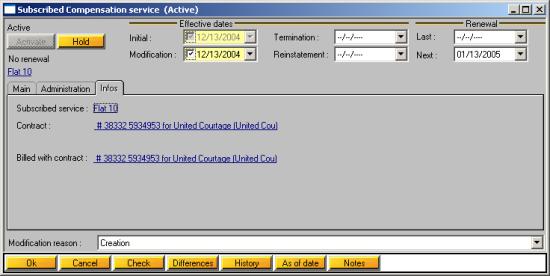 Subscribed Compensation service (Active)
Active
Activate Hold
No renewal
Flat 10
Effective dates
Initial : 12/13/2004 Termination : --/--/----
Modification : 12/13/2004 Reinstatement : --/--/----
Renewal
Last : --/--/----
Next : 01/13/2005
Main Administration Infos
Subscribed service : Flat 10
Contract : # 38332 5934953 for United Courtage (United Cou)
Billed with contract : # 38332 5934953 for United Courtage (United Cou)
Modification reason : Creation
Ok Cancel Check Differences History As of date Notes